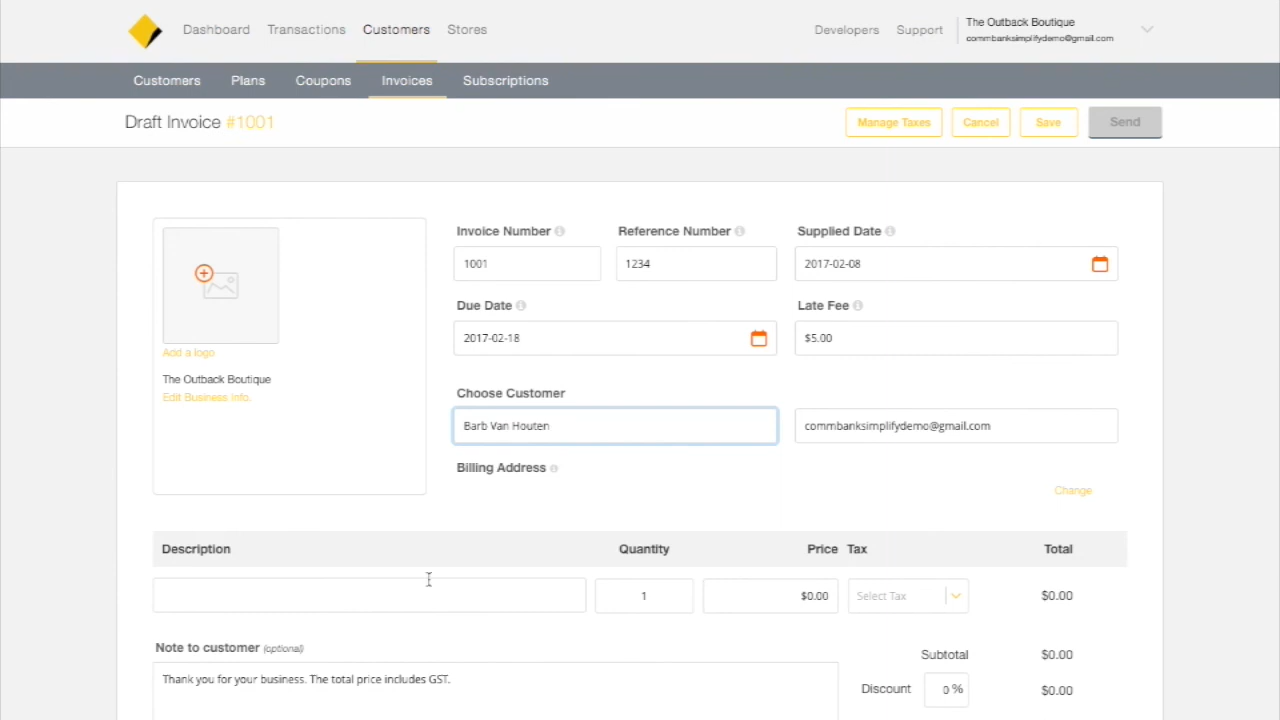 Dashboard Transactions Customers Stores
Developers Support
The Outback Boutique
commbanksimplifydemo@gmail.com
Customers Plans Coupons Invoices Subscriptions
Draft Invoice #1001
Manage Taxes Cancel Save Send
Invoice Number Reference Number Supplied Date
1001 1234 2017-02-08
Due Date Late Fee
2017-02-18 $5.00
Add a logo
The Outback Boutique
Edit Business Info.
Choose Customer
Barb Van Houten commbanksimplifydemo@gmail.com
Billing Address
Change
Description Quantity Price Tax Total
1 $0.00 Select Tax $0.00
Note to customer (optional)
Thank you for your business. The total price includes GST.
Subtotal $0.00
Discount 0 % $0.00